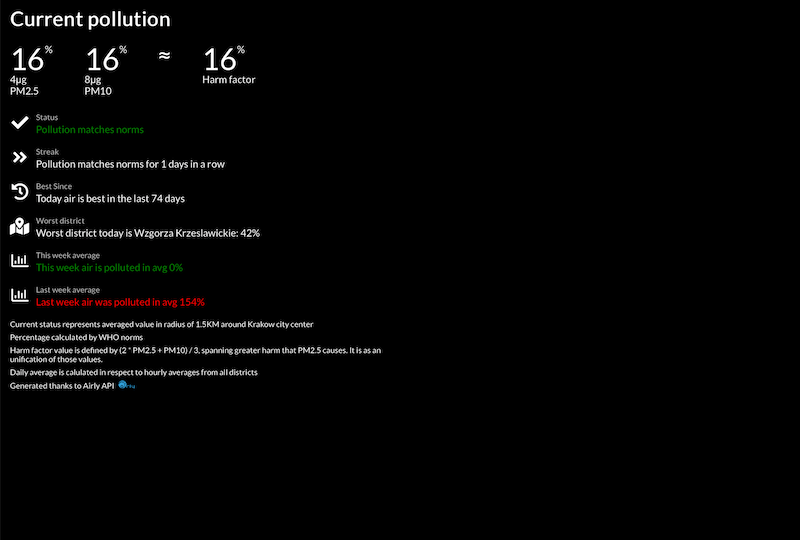 Current pollution
16% 16% ≈ 16%
4µg 8µg Harm factor
PM2.5 PM10
Status
Pollution matches norms
Streak
Pollution matches norms for 1 days in a row
Best Since
Today air is best in the last 74 days
Worst district
Worst district today is Wzgorza Krzeslawickie: 42%
This week average
This week air is polluted in avg 0%
Last week average
Last week air was polluted in avg 154%
Current status represents averaged value in radius of 1.5KM around Krakow city center
Percentage calculated by WHO norms
Harm factor value is defined by (2 * PM2.5 + PM10) / 3, spanning greater harm that PM2.5 causes. It is as an
unification of those values.
Daily average is calulated in respect to hourly averages from all districts
Generated thanks to Airly API